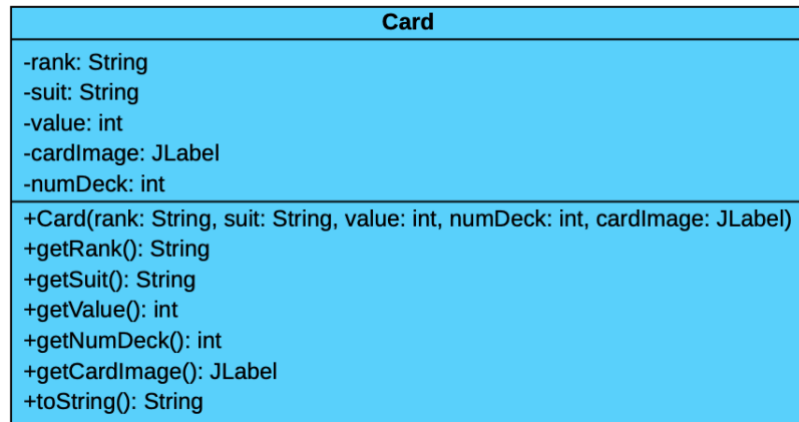 Card
-rank: String
-suit: String
-value: int
-cardImage: JLabel
-numDeck: int
+Card(rank: String, suit: String, value: int, numDeck: int, cardImage: JLabel)
+getRank(): String
+getSuit(): String
+getValue(): int
+getNumDeck(): int
+getCardImage(): JLabel
+toString(): String